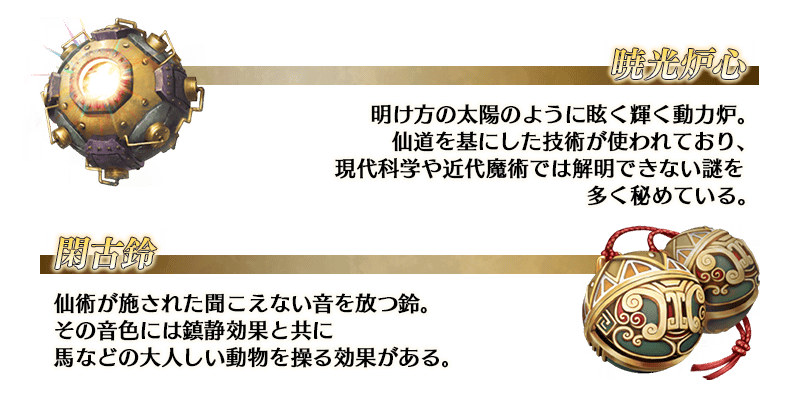 暁光炉心
明け方の太陽のように眩く輝く動力炉。
仙道を基にした技術が使われており、
現代科学や近代魔術では解明できない謎を
多く秘めている。
閑古鈴
仙術が施された聞こえない音を放つ鈴。
その音色には鎮静効果と共に
馬などの大人しい動物を操る効果がある。